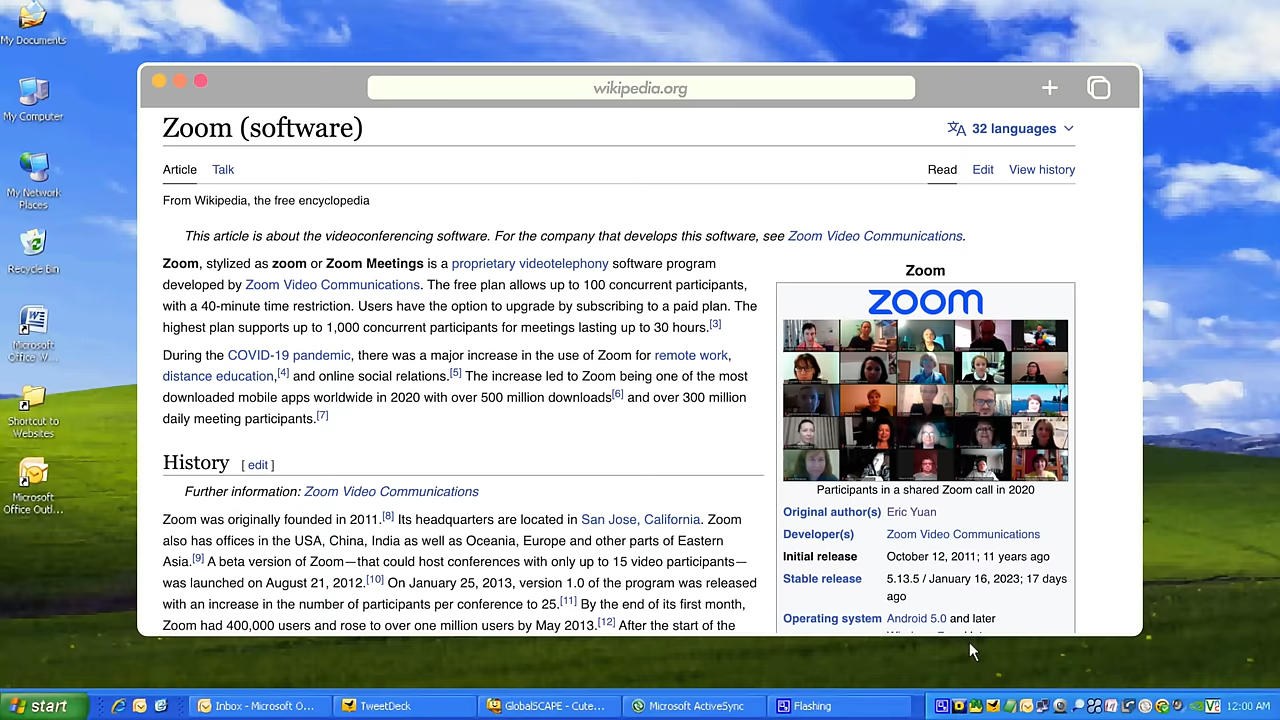 My Documents
My Computer
My Network
Places
Recycle Bin
Microsoft
Office W...
Shortcut to
Websites
Microsoft
Office Outl...
wikipedia.org
Zoom (software)
32 languages
Article Talk
Read Edit View history
From Wikipedia, the free encyclopedia
This article is about the videoconferencing software. For the company that develops this software, see Zoom Video Communications.
Zoom, stylized as zoom or Zoom Meetings is a proprietary videotelephony software program
developed by Zoom Video Communications. The free plan allows up to 100 concurrent participants,
with a 40-minute time restriction. Users have the option to upgrade by subscribing to a paid plan. The
highest plan supports up to 1,000 concurrent participants for meetings lasting up to 30 hours.[3]
During the COVID-19 pandemic, there was a major increase in the use of Zoom for remote work,
distance education,[4] and online social relations.[5] The increase led to Zoom being one of the most
downloaded mobile apps worldwide in 2020 with over 500 million downloads[6] and over 300 million
daily meeting participants.[7]
History [ edit ]
Further information: Zoom Video Communications
Zoom was originally founded in 2011.[8] Its headquarters are located in San Jose, California. Zoom
also has offices in the USA, China, India as well as Oceania, Europe and other parts of Eastern
Asia.[9] A beta version of Zoom—that could host conferences with only up to 15 video participants—
was launched on August 21, 2012.[10] On January 25, 2013, version 1.0 of the program was released
with an increase in the number of participants per conference to 25.[11] By the end of its first month,
Zoom had 400,000 users and rose to over one million users by May 2013.[12] After the start of the
Zoom
zoom
Participants in a shared Zoom call in 2020
Original author(s) Eric Yuan
Developer(s) Zoom Video Communications
Initial release October 12, 2011; 11 years ago
Stable release 5.13.5 / January 16, 2023; 17 days
ago
Operating system Android 5.0 and later
start
Inbox - Microsoft O...
TweetDeck
GlobalSCAPE - Cute...
Microsoft ActiveSync
Flashing
12:00 AM